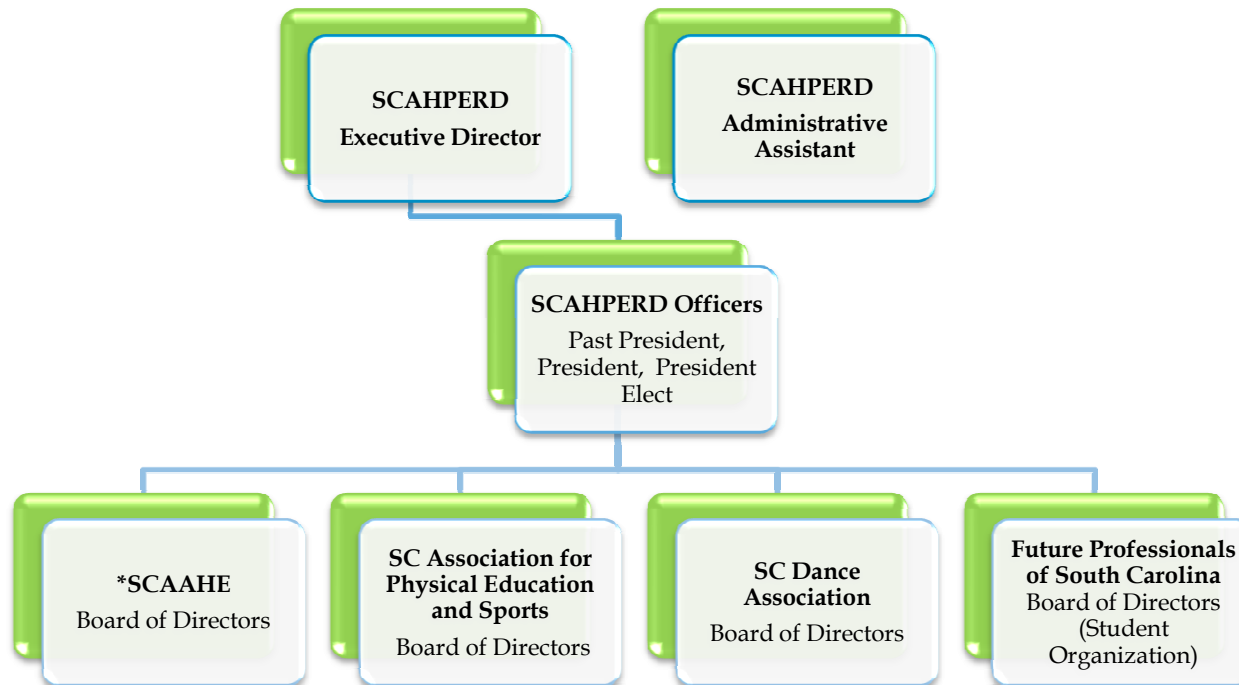 SCAHPERD
Executive Director
SCAHPERD
Administrative
Assistant
SCAHPERD Officers
Past President,
President, President
Elect
*SCAAHE
Board of Directors
SC Association for
Physical Education
and Sports
Board of Directors
SC Dance
Association
Board of Directors
Future Professionals
of South Carolina
Board of Directors
(Student
Organization)